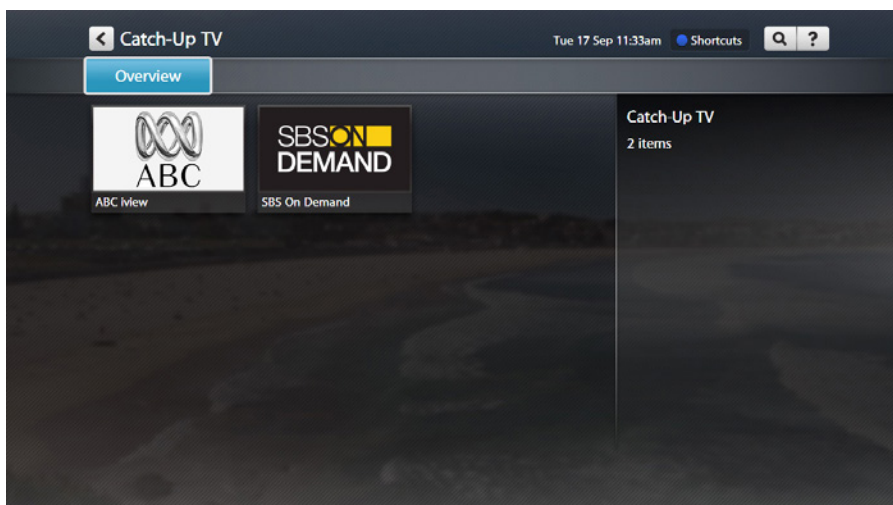 Catch-Up TV
Tue 17 Sep 11:33am
Shortcuts
?
Overview
ABC
ABC iview
SBS ON
DEMAND
SBS On Demand
Catch-Up TV
2 items